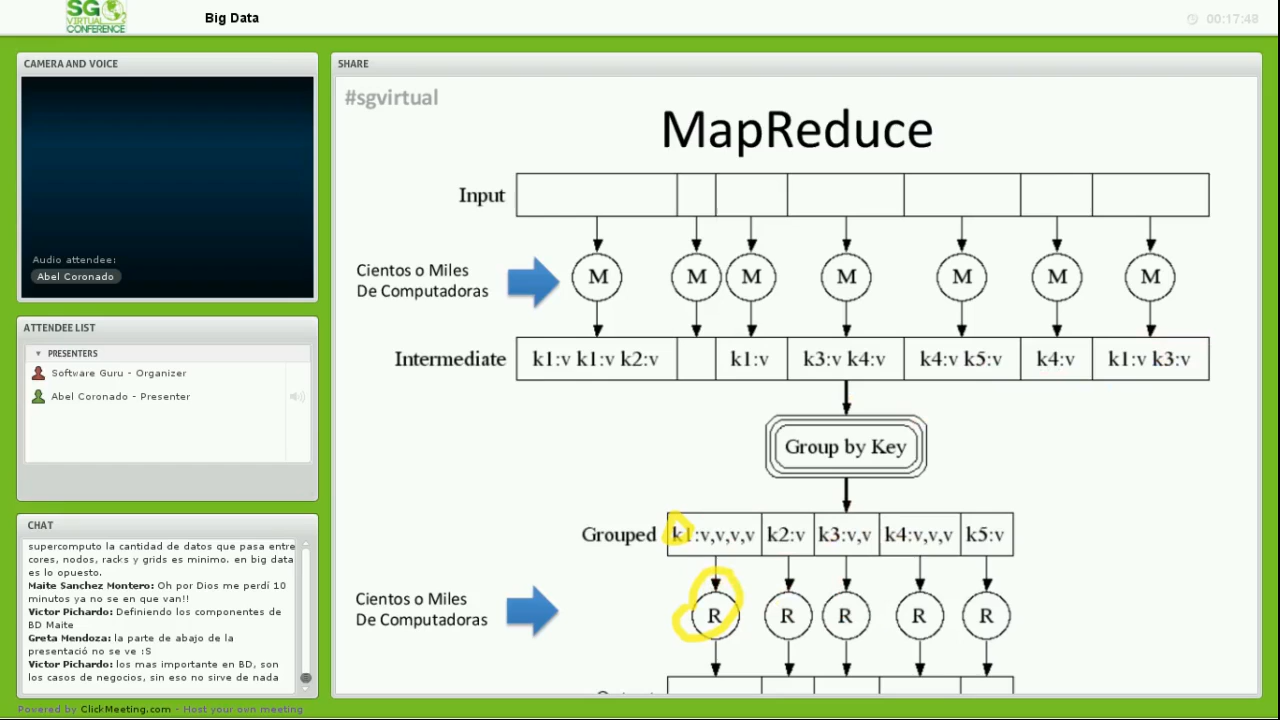 SG
VIRTUAL
CONFERENCE
Big Data
00:17:48
CAMERA AND VOICE
Audio attendee:
Abel Coronado
ATTENDEE LIST
PRESENTERS
Software Guru - Organizer
Abel Coronado - Presenter
CHAT
supercomputo la cantidad de datos que pasa entre
cores, nodos, racks y grids es minimo. en big data
es lo opuesto.
Maite Sanchez Montero: Oh por Dios me perdí 10
minutos ya no se en que van!!
Victor Pichardo: Definiendo los componentes de
BD Maite
Greta Mendoza: la parte de abajo de la
presentació no se ve :S
Victor Pichardo: los mas importante en BD, son
los casos de negocios, sin eso no sirve de nada
SHARE
#sgvirtual
MapReduce
Input
Cientos o Miles
De Computadoras
M M M M M M M
Intermediate k1:v k1:v k2:v k1:v k3:v k4:v k4:v k5:v k4:v k1:v k3:v
Group by Key
Grouped k1:v,v,v,v k2:v k3:v,v k4:v,v,v k5:v
Cientos o Miles
De Computadoras
R R R R R
Powered by ClickMeeting.com - Host your own meeting